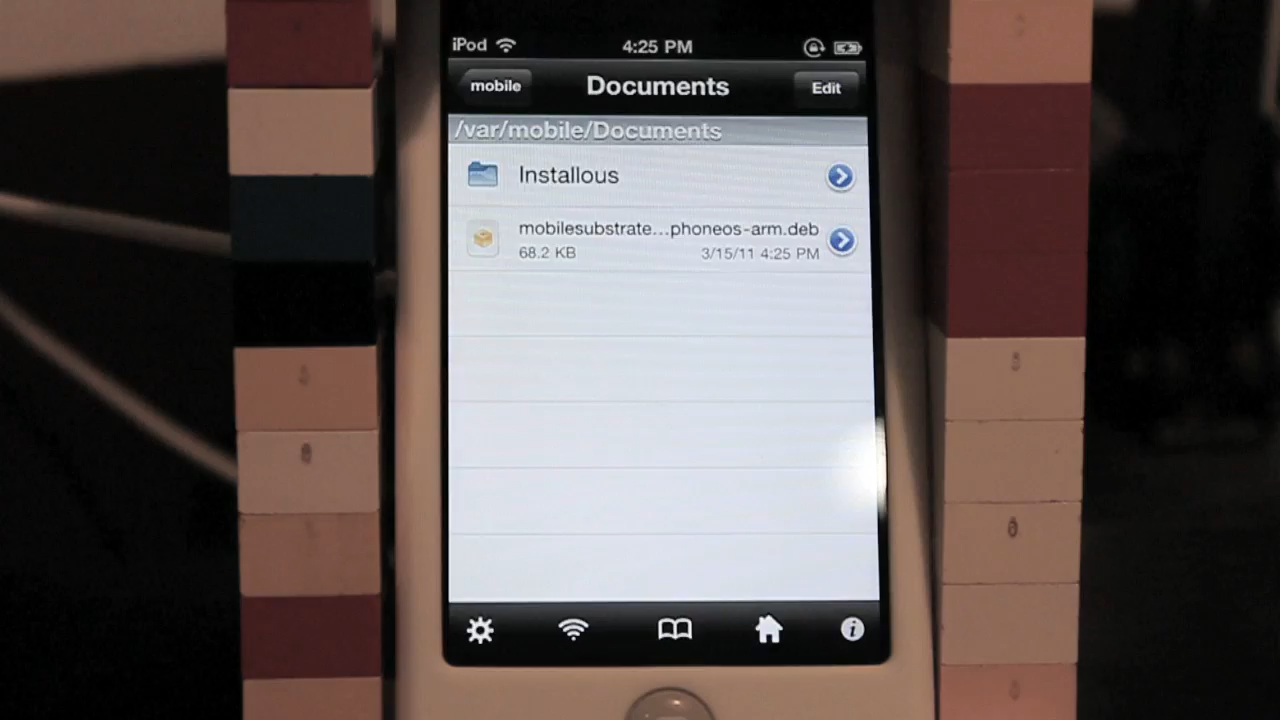 iPod 4:25 PM
mobile Documents Edit
/var/mobile/Documents
Installous
mobilesubstrate...phoneos-arm.deb
68.2 KB 3/15/11 4:25 PM